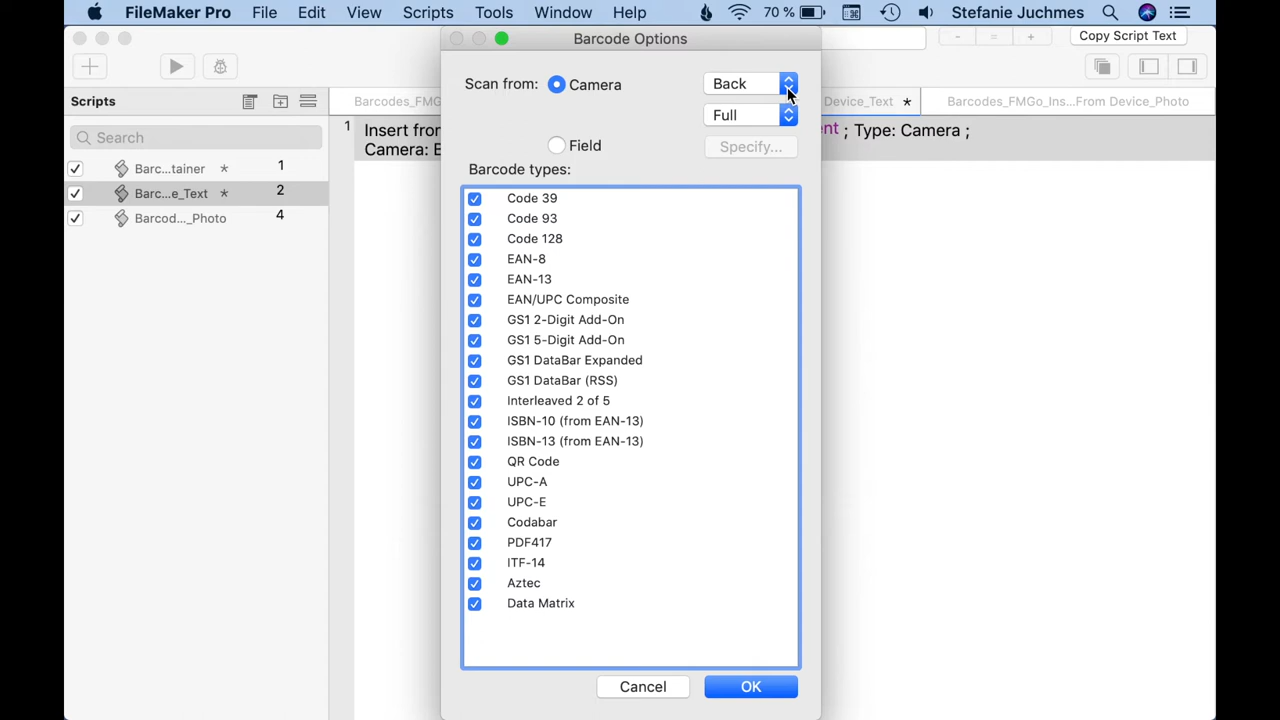 FileMaker Pro File Edit View Scripts Tools Window Help 70 % Stefanie Juchmes
Barcode Options
Copy Script Text
Scan from: Camera Back
Full
Field Specify...
Barcode types:
Code 39
Code 93
Code 128
EAN-8
EAN-13
EAN/UPC Composite
GS1 2-Digit Add-On
GS1 5-Digit Add-On
GS1 DataBar Expanded
GS1 DataBar (RSS)
Interleaved 2 of 5
ISBN-10 (from EAN-13)
ISBN-13 (from EAN-13)
QR Code
UPC-A
UPC-E
Codabar
PDF417
ITF-14
Aztec
Data Matrix
Cancel OK
Scripts
Search
Barc...tainer * 1
Barc...e_Text * 2
Barcod..._Photo 4
Barcodes_FMG
Device_Text *
Barcodes_FMGo_Ins...From Device_Photo
1 Insert fro
nt ; Type: Camera ;
Camera: B